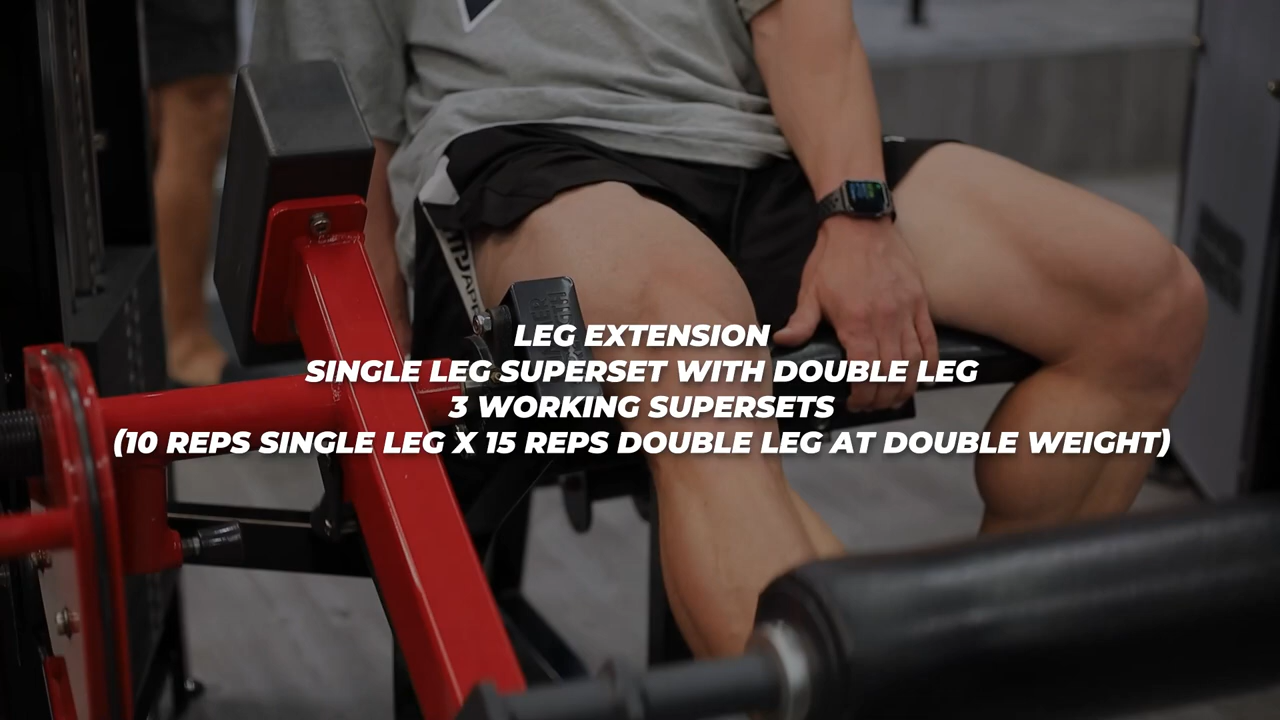 LEG EXTENSION
SINGLE LEG SUPERSET WITH DOUBLE LEG
3 WORKING SUPERSETS
(10 REPS SINGLE LEG X 15 REPS DOUBLE LEG AT DOUBLE WEIGHT)